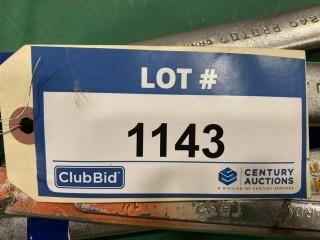 LOT #
1143
ClubBid
CENTURY
AUCTIONS
A DIVISION OF CENTURY SERVICES